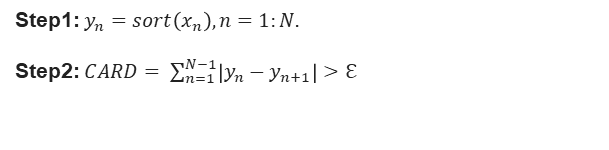 Step1: yₙ = sort(xₙ), n = 1:N.
Step2: CARD = ∑ₙ₌₁ᴺ⁻¹|yₙ − yₙ₊₁| > Ɛ